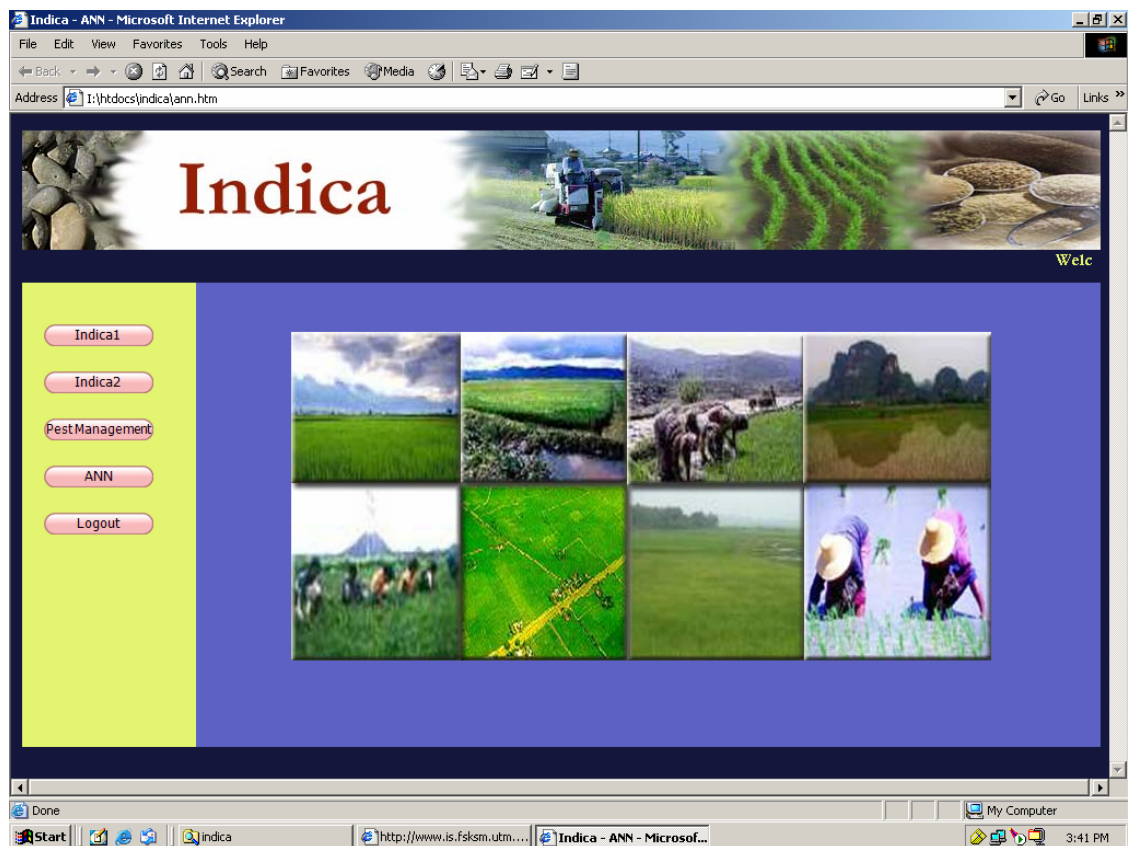 Indica - ANN - Microsoft Internet Explorer
File Edit View Favorites Tools Help
Back Search Favorites Media
Address I:\htdocs\indica\ann.htm Go Links »
Indica
Welc
Indica1
Indica2
Pest Management
ANN
Logout
Done My Computer
Start indica http://www.is.fsksm.utm.... Indica - ANN - Microsof... 3:41 PM